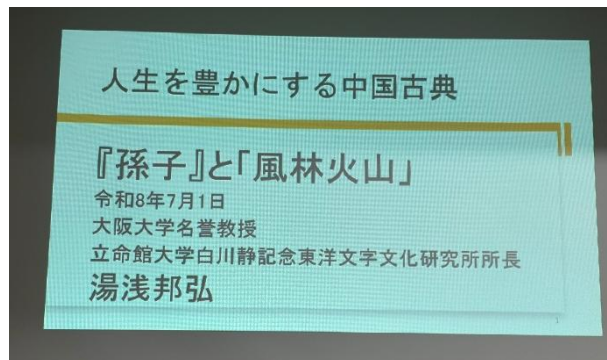 人生を豊かにする中国古典
『孫子』と「風林火山」
令和8年7月1日
大阪大学名誉教授
立命館大学白川静記念東洋文字文化研究所所長
湯浅邦弘